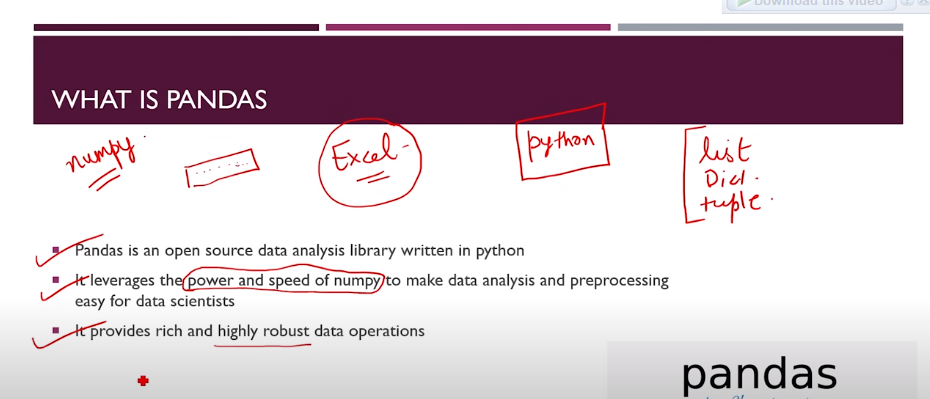 Download this video
WHAT IS PANDAS
numpy
Excel
python
list
Dict
tuple
Pandas is an open source data analysis library written in python
It leverages the power and speed of numpy to make data analysis and preprocessing
easy for data scientists
It provides rich and highly robust data operations
pandas